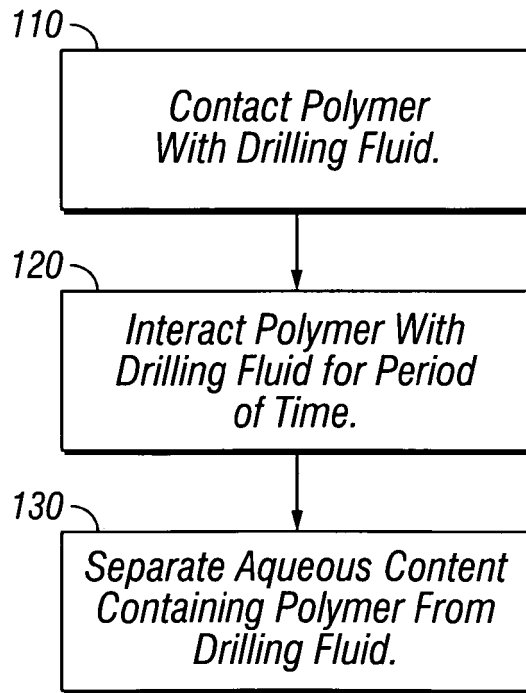 110
Contact Polymer
With Drilling Fluid.
120
Interact Polymer With
Drilling Fluid for Period
of Time.
130
Separate Aqueous Content
Containing Polymer From
Drilling Fluid.